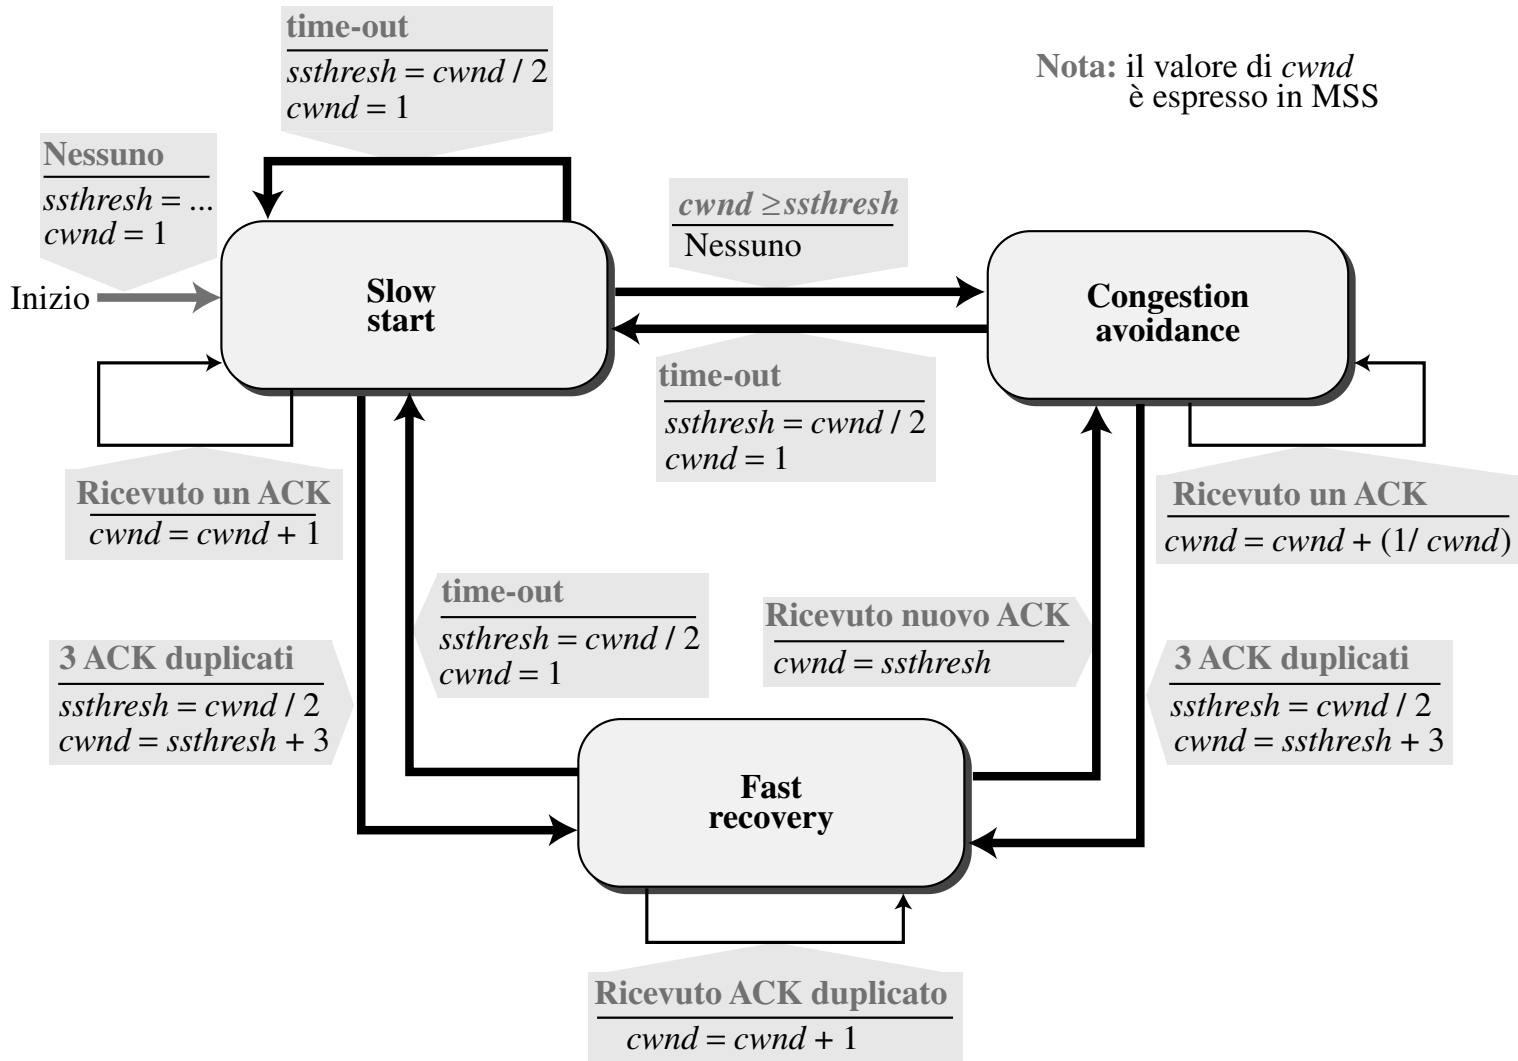 time-out
ssthresh = cwnd / 2
cwnd = 1
Nota: il valore di cwnd
è espresso in MSS
Nessuno
ssthresh = ...
cwnd = 1
Inizio
cwnd ≥ssthresh
Nessuno
Slow
start
Congestion
avoidance
time-out
ssthresh = cwnd / 2
cwnd = 1
Ricevuto un ACK
cwnd = cwnd + 1
Ricevuto un ACK
cwnd = cwnd + (1/ cwnd)
time-out
ssthresh = cwnd / 2
cwnd = 1
Ricevuto nuovo ACK
cwnd = ssthresh
3 ACK duplicati
ssthresh = cwnd / 2
cwnd = ssthresh + 3
3 ACK duplicati
ssthresh = cwnd / 2
cwnd = ssthresh + 3
Fast
recovery
Ricevuto ACK duplicato
cwnd = cwnd + 1